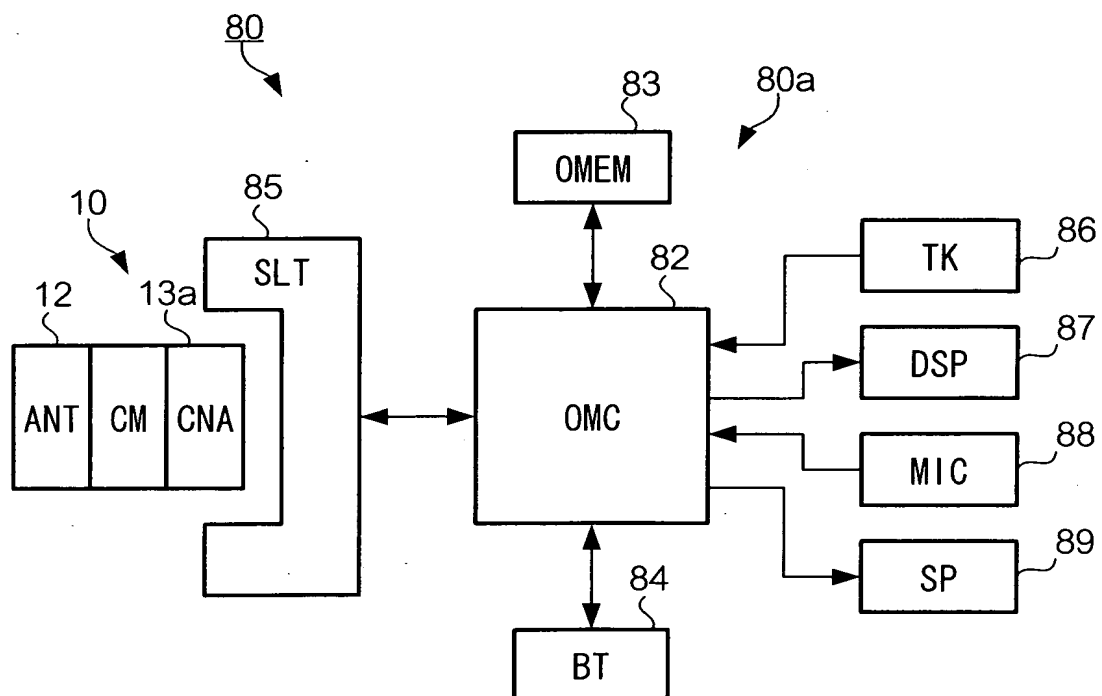 80
83
80a
OMEM
85
10
SLT
86
TK
12
13a
82
87
DSP
ANT
CM
CNA
OMC
88
MIC
89
SP
84
BT